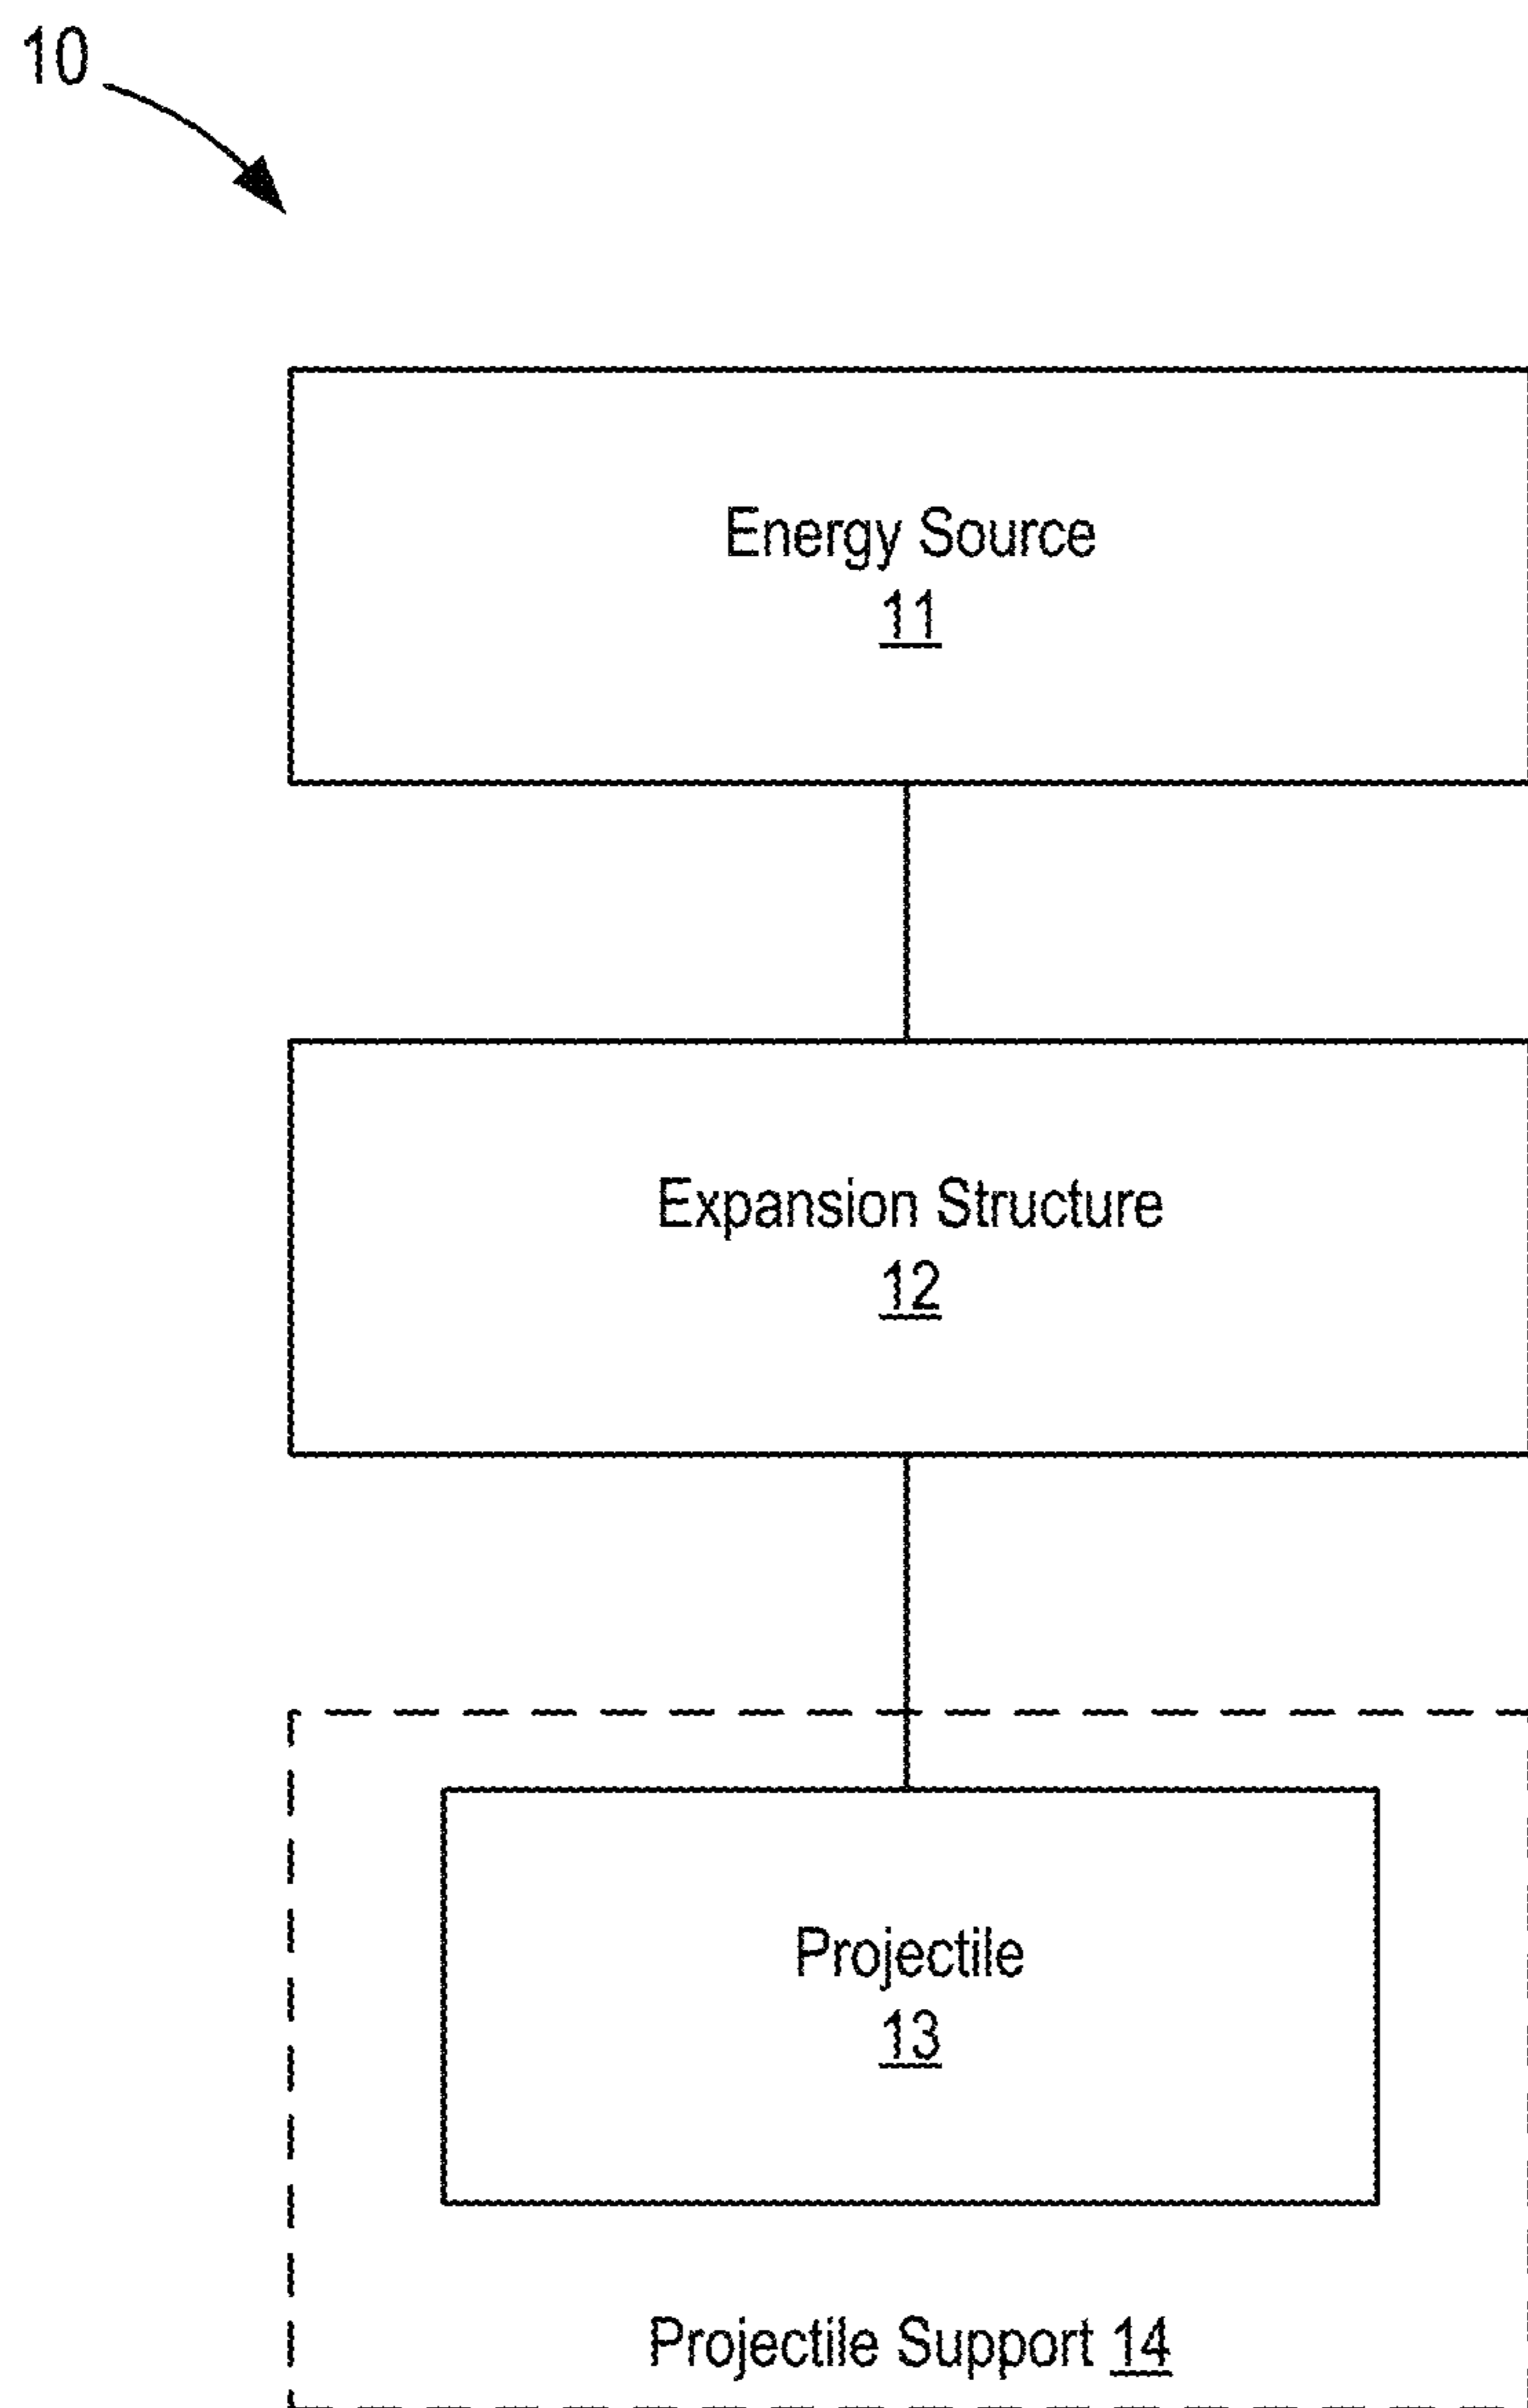 10
Energy Source
11
Expansion Structure
12
Projectile
13
Projectile Support 14